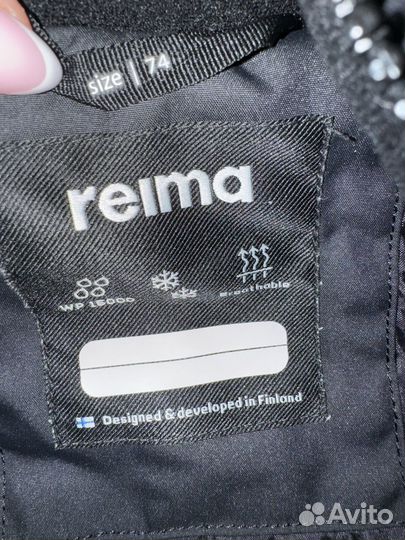 size | 74
reima
WP 15000
Breathable
Designed & developed in Finland
Avito